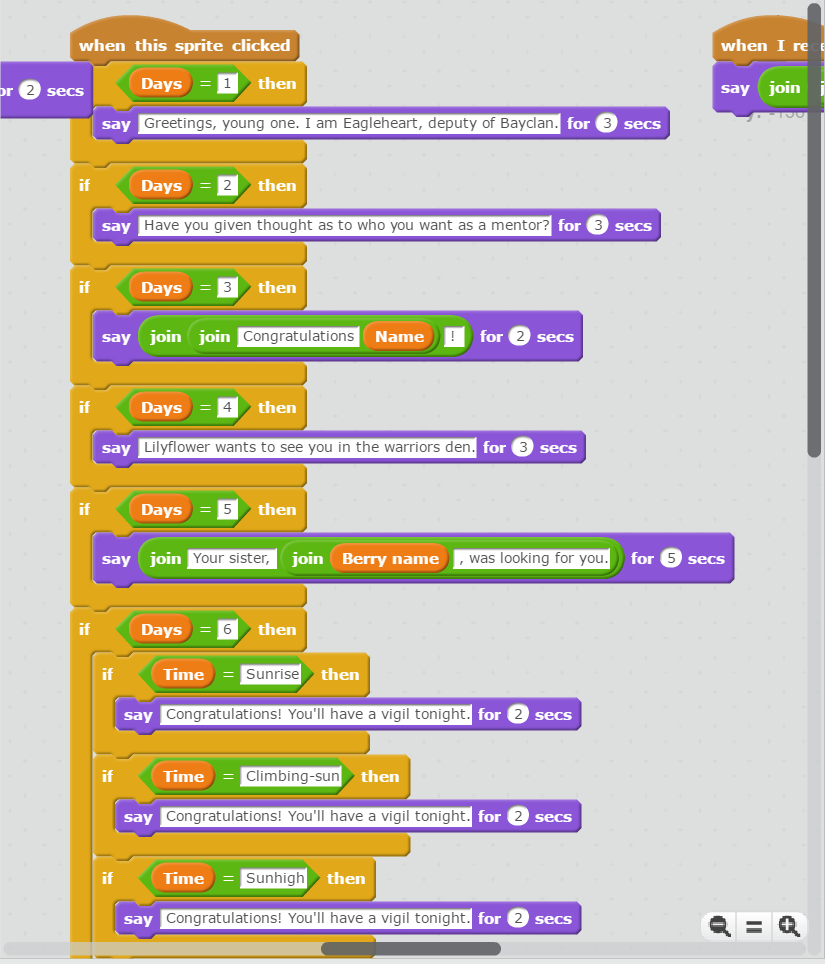 when this sprite clicked
when I rec
or 2 secs
Days = 1 then
say join
say Greetings, young one. I am Eagleheart, deputy of Bayclan. for 3 secs
if Days = 2 then
say Have you given thought as to who you want as a mentor? for 3 secs
if Days = 3 then
say join join Congratulations Name ! for 2 secs
if Days = 4 then
say Lilyflower wants to see you in the warriors den. for 3 secs
if Days = 5 then
say join Your sister, join Berry name , was looking for you. for 5 secs
if Days = 6 then
if Time = Sunrise then
say Congratulations! You'll have a vigil tonight. for 2 secs
if Time = Climbing-sun then
say Congratulations! You'll have a vigil tonight. for 2 secs
if Time = Sunhigh then
say Congratulations! You'll have a vigil tonight. for 2 secs